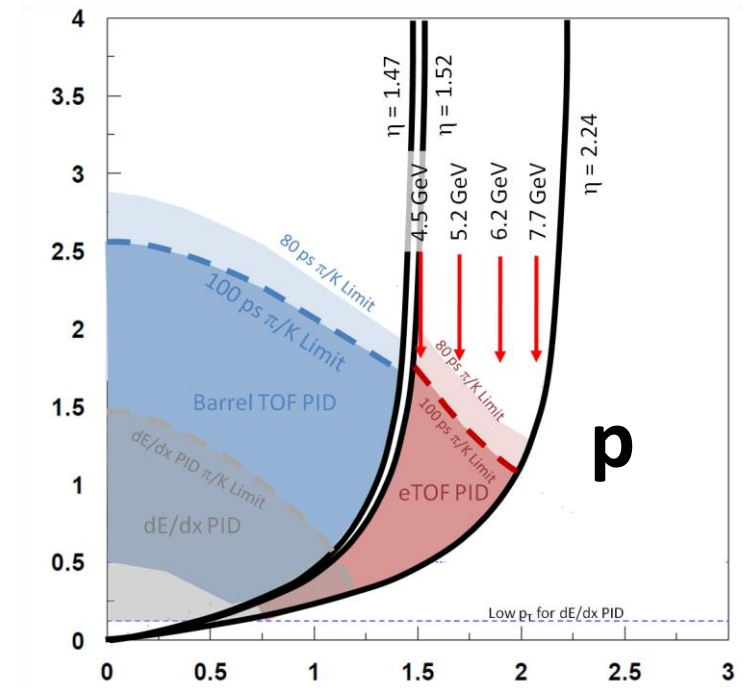 4
3.5
3
2.5
2
1.5
1
0.5
0
0
0.5
1
1.5
2
2.5
3
η = 1.47
η = 1.52
η = 2.24
4.5 GeV
5.2 GeV
6.2 GeV
7.7 GeV
80 ps π/K Limit
100 ps π/K Limit
Barrel TOF PID
dE/dx PID π/K Limit
dE/dx PID
80 ps π/K Limit
100 ps π/K Limit
eTOF PID
p
Low pT for dE/dx PID